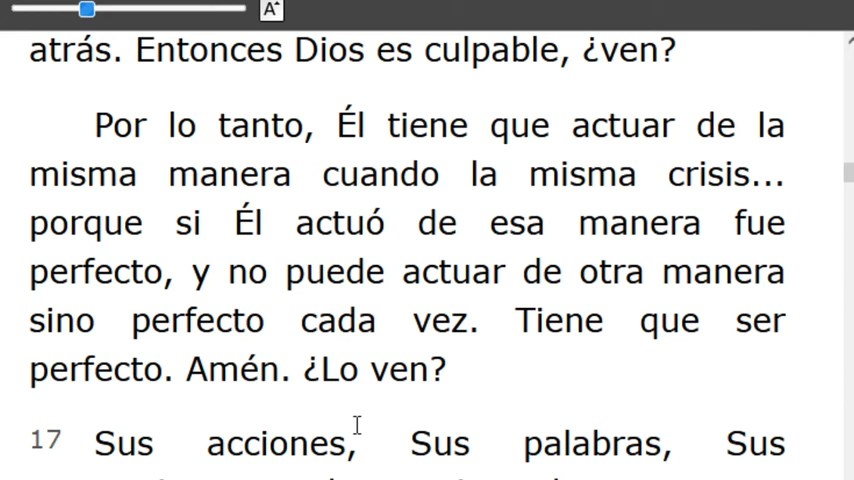 A
atrás. Entonces Dios es culpable, ¿ven?
Por lo tanto, Él tiene que actuar de la
misma manera cuando la misma crisis...
porque si Él actuó de esa manera fue
perfecto, y no puede actuar de otra manera
sino perfecto cada vez. Tiene que ser
perfecto. Amén. ¿Lo ven?
17 Sus acciones, Sus palabras, Sus